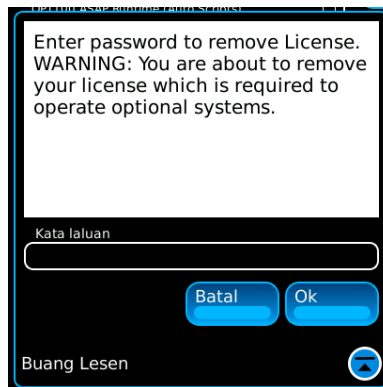 Enter password to remove License.
WARNING: You are about to remove
your license which is required to
operate optional systems.
Kata laluan
Batal
Ok
Buang Lesen